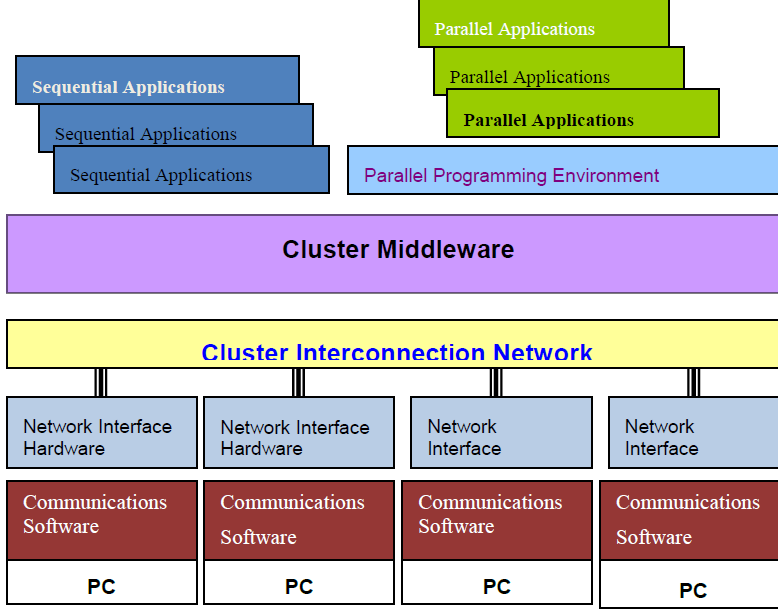 Parallel Applications
Parallel Applications
Parallel Applications
Sequential Applications
Sequential Applications
Sequential Applications
Parallel Programming Environment
Cluster Middleware
Cluster Interconnection Network
Network Interface
Hardware
Network Interface
Hardware
Network
Interface
Network
Interface
Communications
Software
Communications
Software
Communications
Software
Communications
Software
PC
PC
PC
PC